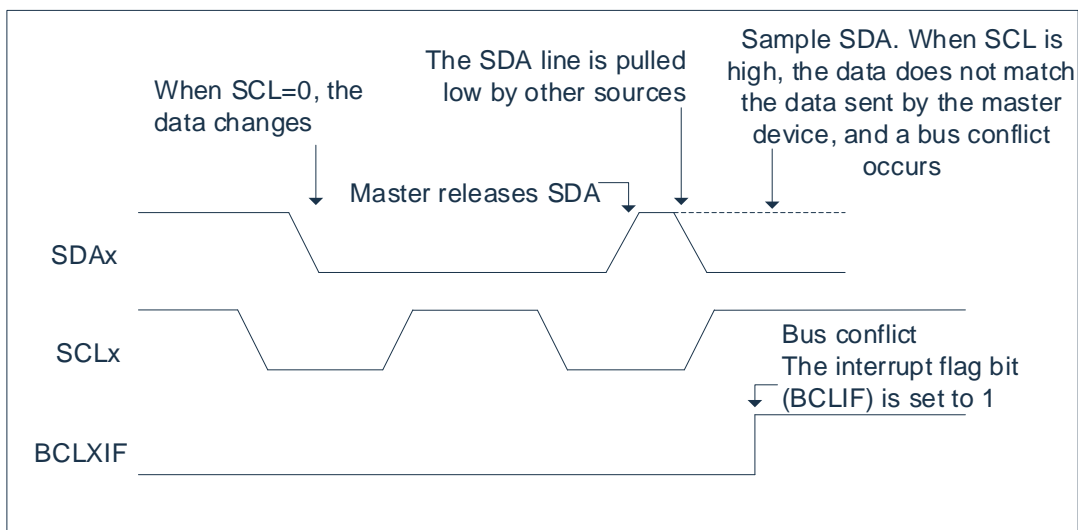 When SCL=0, the
data changes
The SDA line is pulled
low by other sources
Sample SDA. When SCL is
high, the data does not match
the data sent by the master
device, and a bus conflict
occurs
Master releases SDA
SDAx
SCLx
Bus conflict
The interrupt flag bit
(BCLIF) is set to 1
BCLXIF